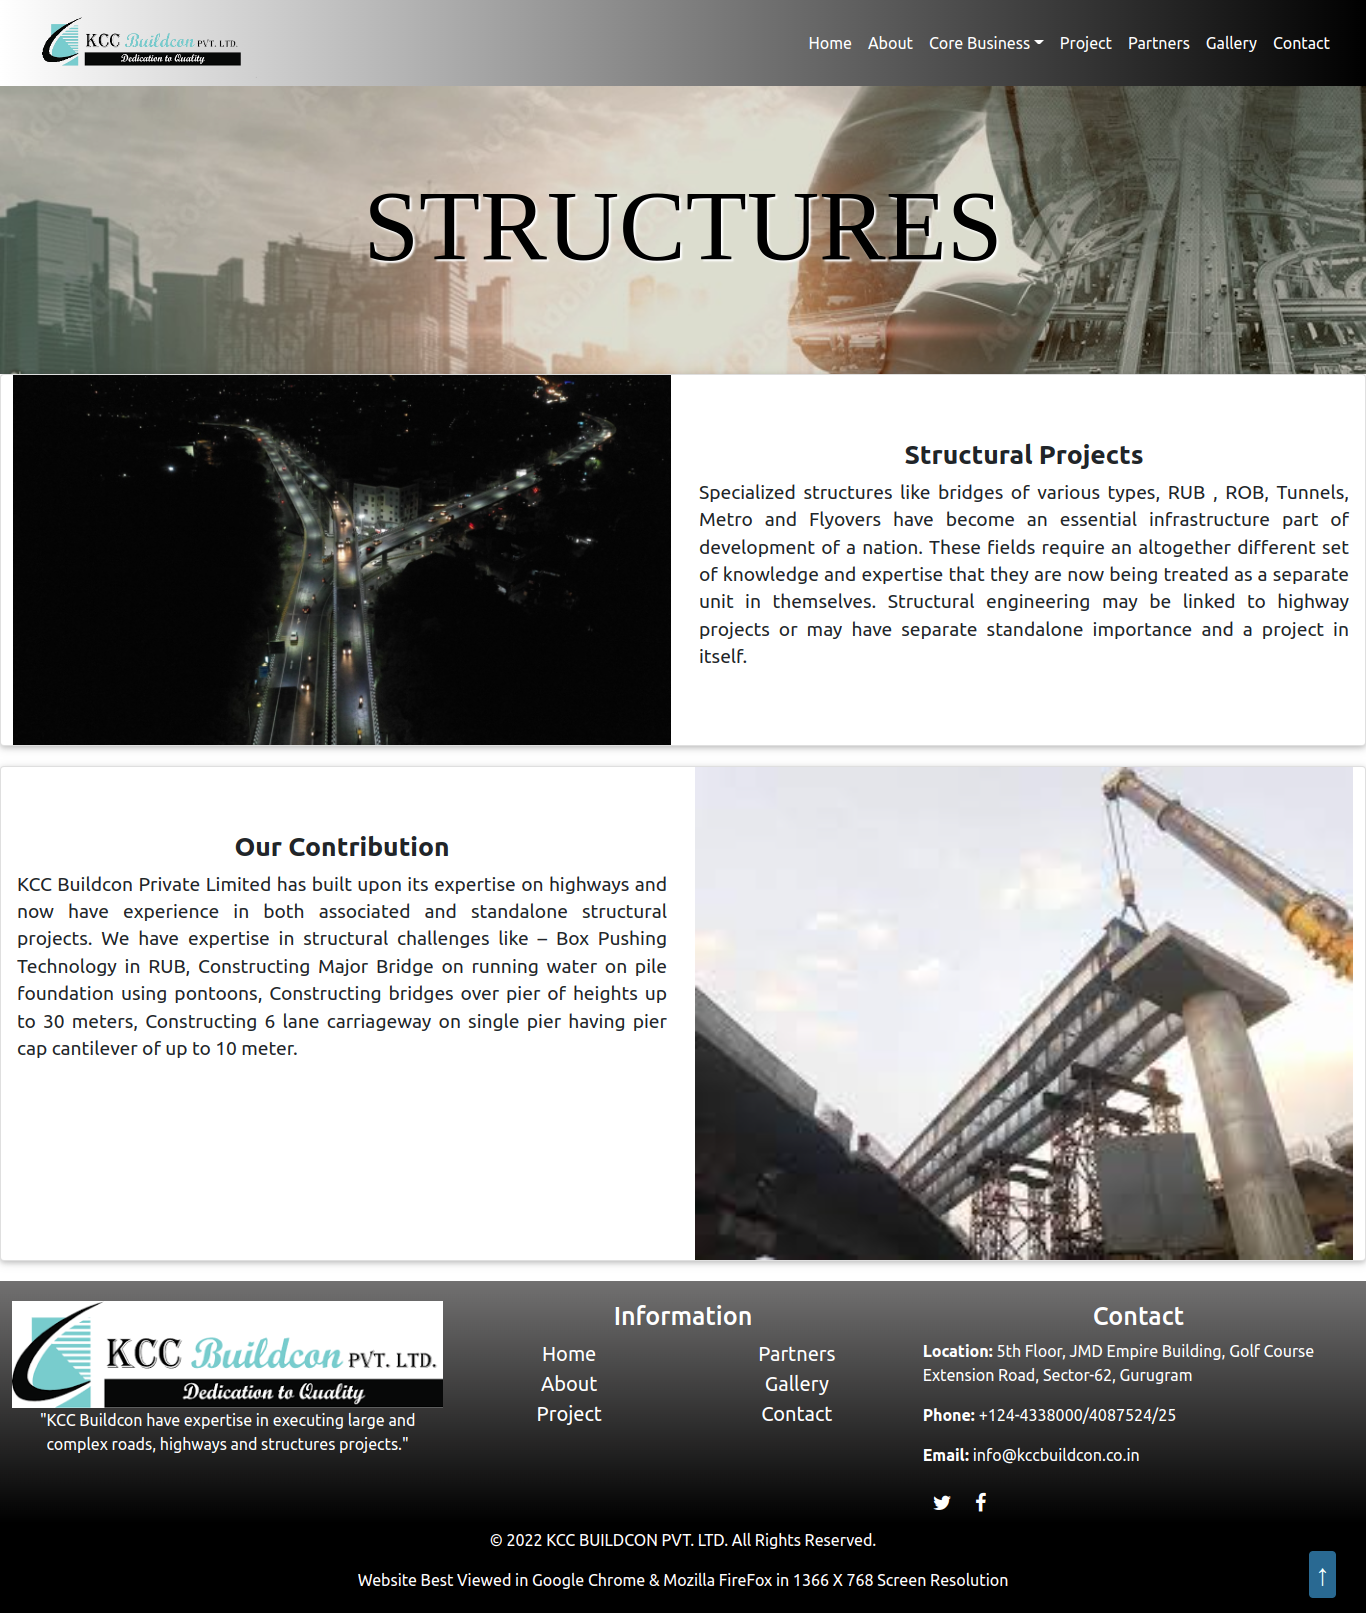 KCC Buildcon PVT. LTD.
Dedication to Quality
Home About Core Business Project Partners Gallery Contact
STRUCTURES
Structural Projects
Specialized structures like bridges of various types, RUB , ROB, Tunnels,
Metro and Flyovers have become an essential infrastructure part of
development of a nation. These fields require an altogether different set
of knowledge and expertise that they are now being treated as a separate
unit in themselves. Structural engineering may be linked to highway
projects or may have separate standalone importance and a project in
itself.
Our Contribution
KCC Buildcon Private Limited has built upon its expertise on highways and
now have experience in both associated and standalone structural
projects. We have expertise in structural challenges like – Box Pushing
Technology in RUB, Constructing Major Bridge on running water on pile
foundation using pontoons, Constructing bridges over pier of heights up
to 30 meters, Constructing 6 lane carriageway on single pier having pier
cap cantilever of up to 10 meter.
KCC Buildcon PVT. LTD.
Dedication to Quality
"KCC Buildcon have expertise in executing large and
complex roads, highways and structures projects."
Information
Home
About
Project
Partners
Gallery
Contact
Contact
Location: 5th Floor, JMD Empire Building, Golf Course
Extension Road, Sector-62, Gurugram
Phone: +124-4338000/4087524/25
Email: info@kccbuildcon.co.in
© 2022 KCC BUILDCON PVT. LTD. All Rights Reserved.
Website Best Viewed in Google Chrome & Mozilla FireFox in 1366 X 768 Screen Resolution
↑